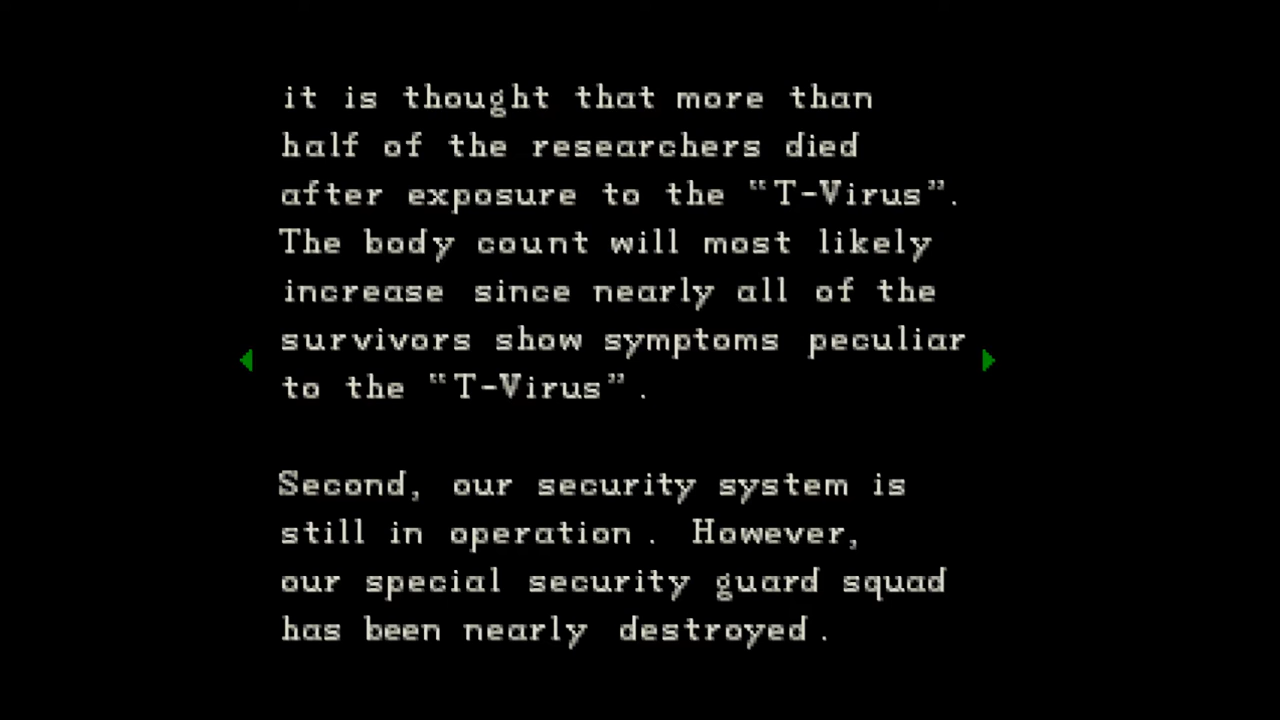 it is thought that more than
half of the researchers died
after exposure to the “T-Virus”.
The body count will most likely
increase since nearly all of the
survivors show symptoms peculiar
to the “T-Virus”.
Second, our security system is
still in operation. However,
our special security guard squad
has been nearly destroyed.